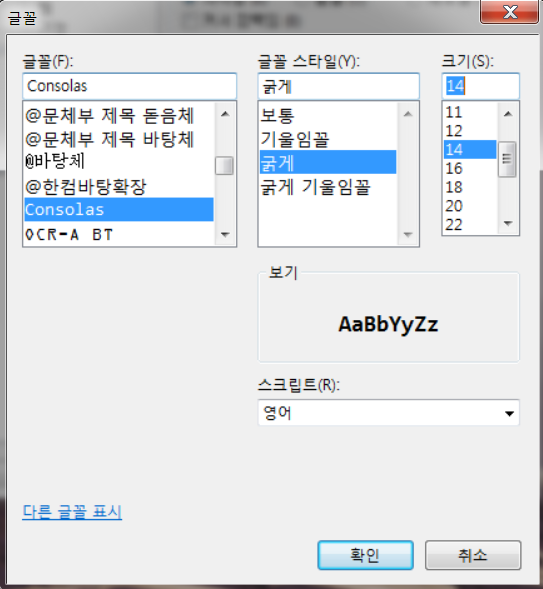 글꼴
글꼴(F):
Consolas
@문체부 제목 돋음체
@문체부 제목 바탕체
@바탕체
@한컴바탕확장
Consolas
OCR-A BT
글꼴 스타일(Y):
굵게
보통
기울임꼴
굵게
굵게 기울임꼴
크기(S):
14
11
12
14
16
18
20
22
보기
AaBbYyZz
스크립트(R):
영어
다른 글꼴 표시
확인
취소